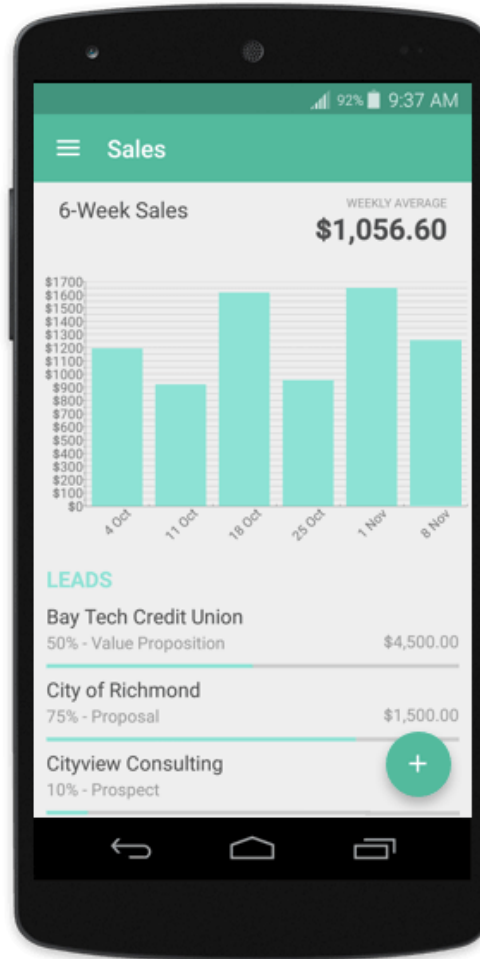 92% 9:37 AM
Sales
6-Week Sales
WEEKLY AVERAGE
$1,056.60
$1700
$1600
$1500
$1400
$1300
$1200
$1100
$1000
$900
$800
$700
$600
$500
$400
$300
$200
$100
$0
4 Oct
11 Oct
18 Oct
25 Oct
1 Nov
8 Nov
LEADS
Bay Tech Credit Union
50% - Value Proposition $4,500.00
City of Richmond
75% - Proposal $1,500.00
Cityview Consulting
10% - Prospect
+